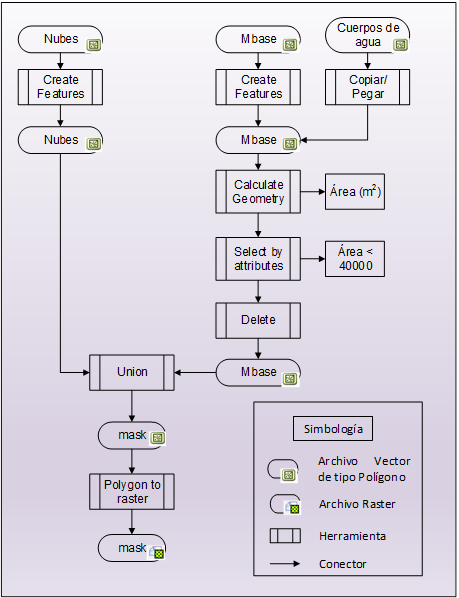 Nubes
Mbase
Cuerpos de
agua
Create
Features
Create
Features
Copiar/
Pegar
Nubes
Mbase
Calculate
Geometry
Área (m²)
Select by
attributes
Área <
40000
Delete
Union
Mbase
mask
Polygon to
raster
mask
Simbología
Archivo Vector
de tipo Polígono
Archivo Raster
Herramienta
Conector